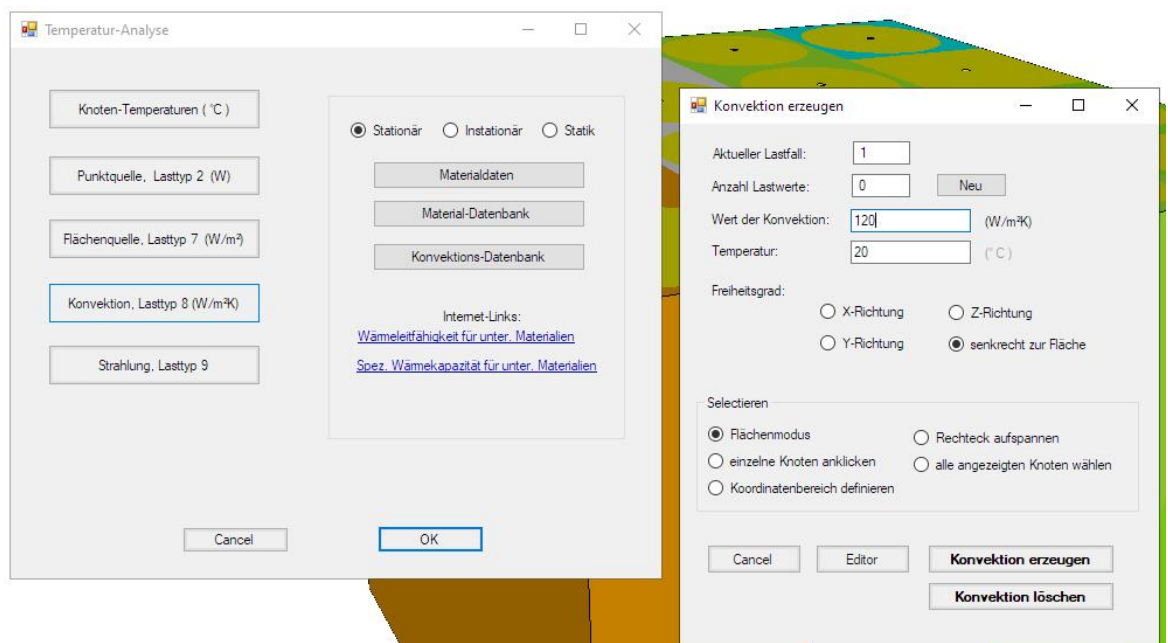 Temperatur-Analyse
Knoten-Temperaturen ( °C )
Punktquelle, Lasttyp 2 (W)
Flächenquelle, Lasttyp 7 (W/m²)
Konvektion, Lasttyp 8 (W/m²K)
Strahlung, Lasttyp 9
Stationär Instationär Statik
Materialdaten
Material-Datenbank
Konvektions-Datenbank
Internet-Links:
Wärmeleitfähigkeit für unter. Materialien
Spez. Wärmekapazität für unter. Materialien
Cancel OK
Konvektion erzeugen
Aktueller Lastfall: 1
Anzahl Lastwerte: 0 Neu
Wert der Konvektion: 120 (W/m²K)
Temperatur: 20 (° C )
Freiheitsgrad:
X-Richtung Z-Richtung
Y-Richtung senkrecht zur Fläche
Selectieren
Flächenmodus Rechteck aufspannen
einzelne Knoten anklicken alle angezeigten Knoten wählen
Koordinatenbereich definieren
Cancel Editor Konvektion erzeugen
Konvektion löschen